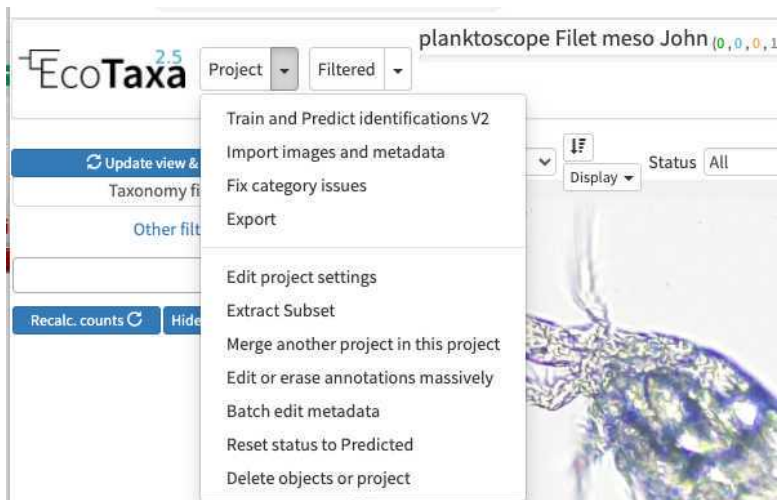 planktoscope Filet meso John (0, 0, 0, 1
EcoTaxa 2.5
Project
Filtered
Train and Predict identifications V2
Import images and metadata
Fix category issues
Export
Edit project settings
Extract Subset
Merge another project in this project
Edit or erase annotations massively
Batch edit metadata
Reset status to Predicted
Delete objects or project
Update view &
Taxonomy fi
Other filt
Recalc. counts
Hide
Display
Status
All